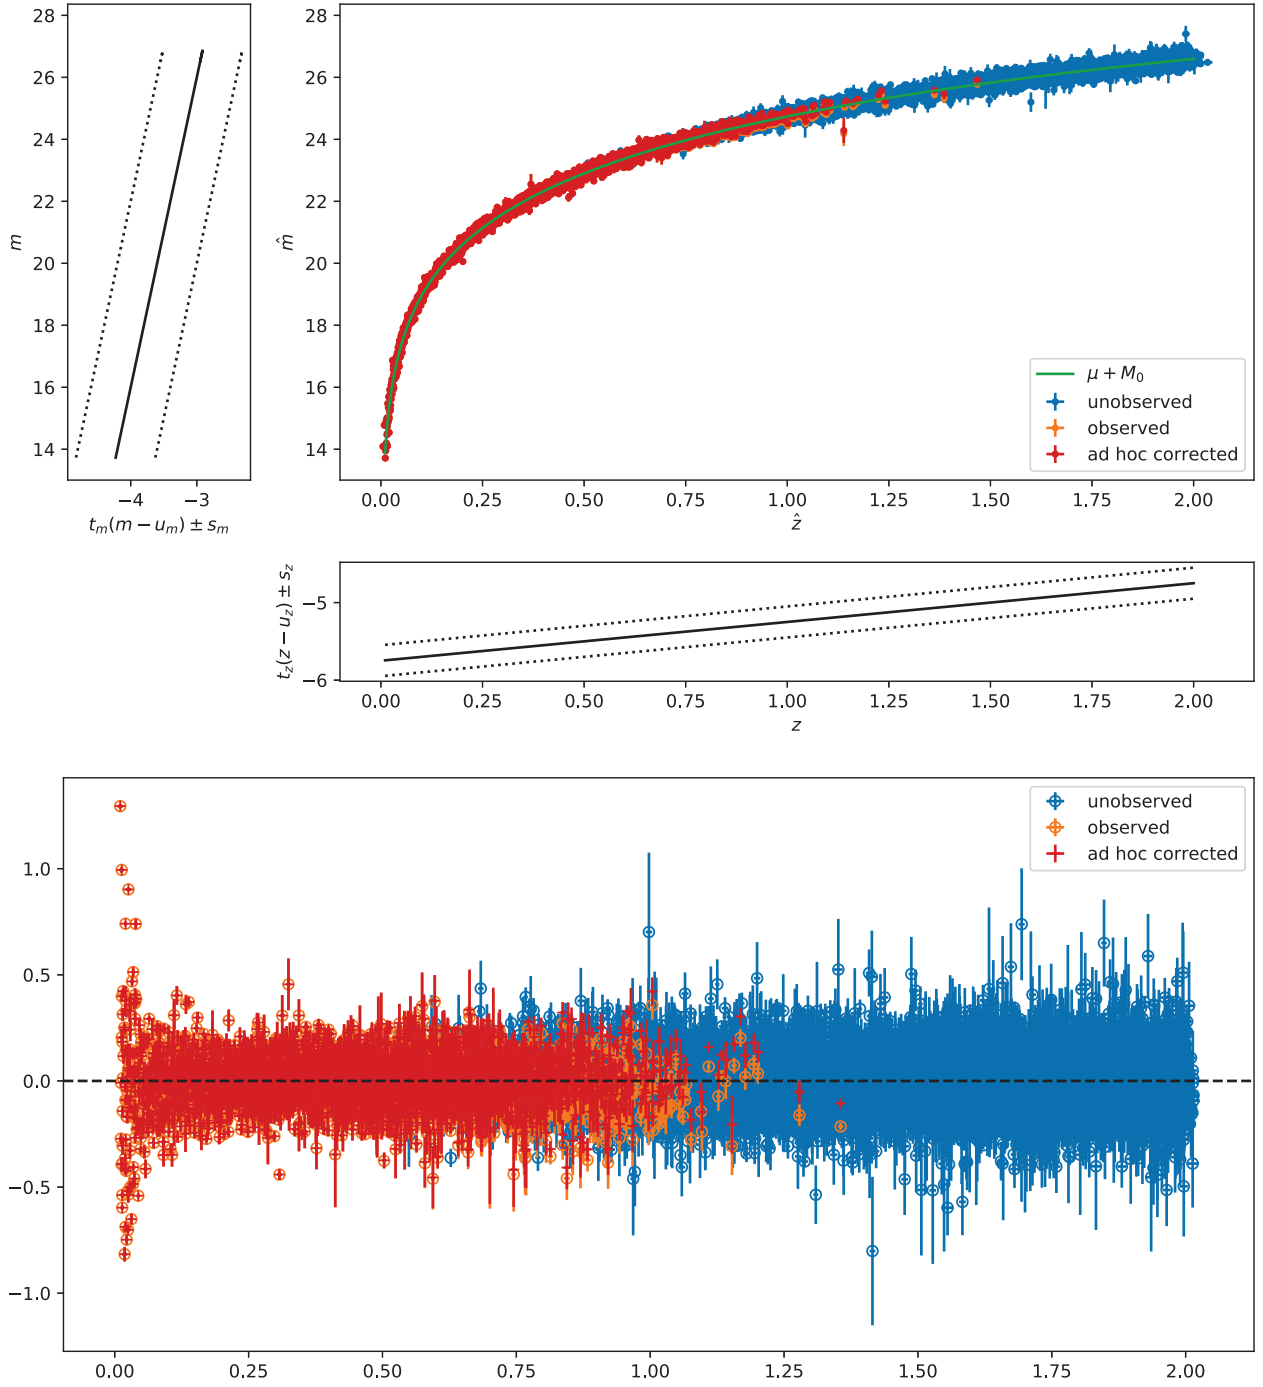 28
26
24
22
20
18
16
14
m
−4
−3
t_m(m − u_m) ± s_m
28
26
24
22
20
18
16
14
m̂
μ + M_0
unobserved
observed
ad hoc corrected
0.00 0.25 0.50 0.75 1.00 1.25 1.50 1.75 2.00
ẑ
t_z(z − u_z) ± s_z
−5
−6
0.00 0.25 0.50 0.75 1.00 1.25 1.50 1.75 2.00
z
unobserved
observed
ad hoc corrected
1.0
0.5
0.0
−0.5
−1.0
0.00 0.25 0.50 0.75 1.00 1.25 1.50 1.75 2.00